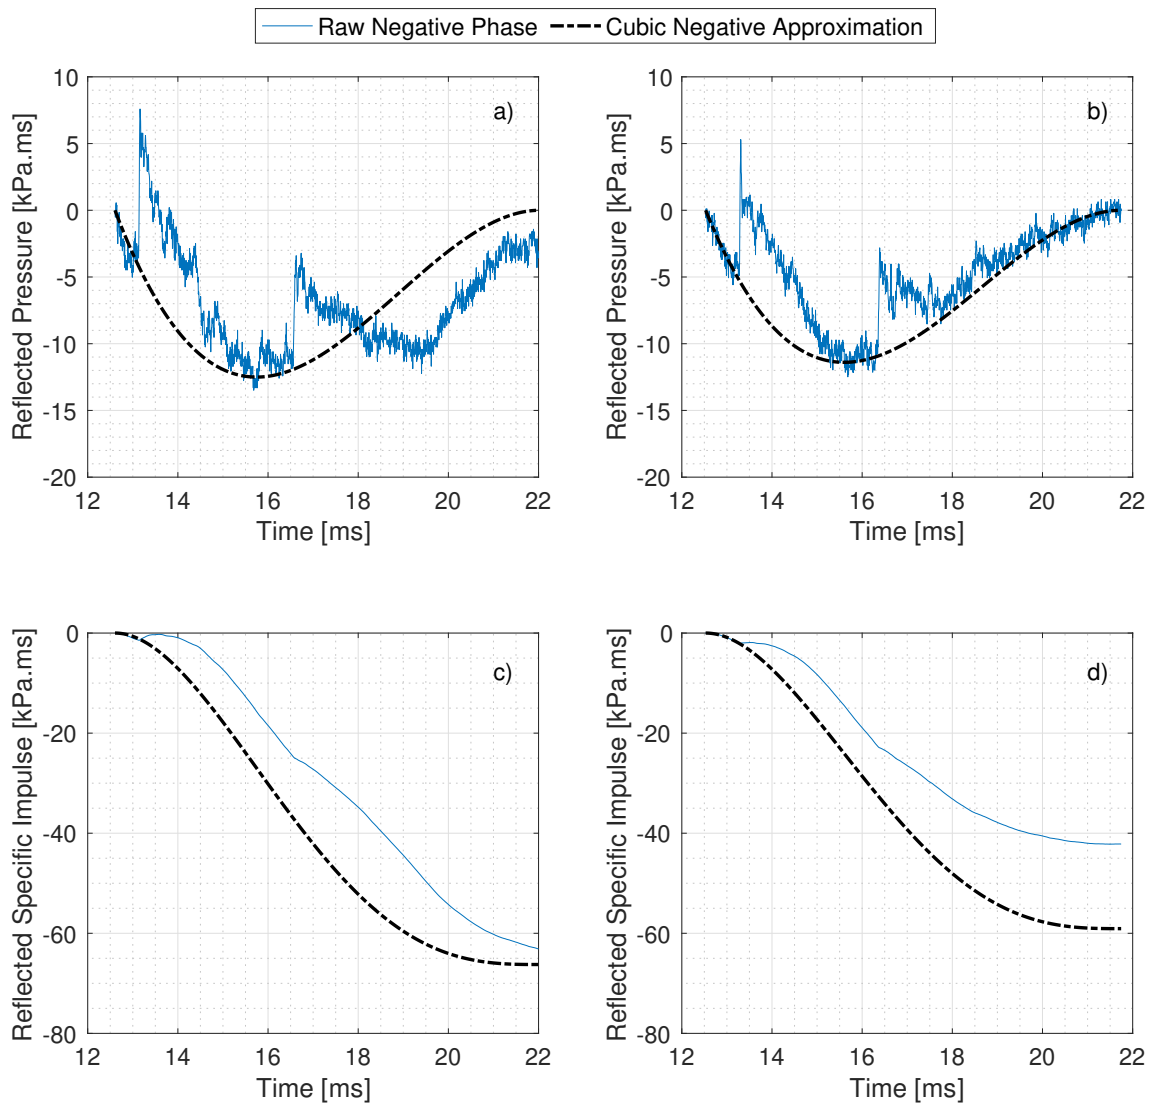 Raw Negative Phase Cubic Negative Approximation
10
5
0
-5
-10
-15
-20
12 14 16 18 20 22
Time [ms]
Reflected Pressure [kPa.ms]
a)
10
5
0
-5
-10
-15
-20
12 14 16 18 20 22
Time [ms]
Reflected Pressure [kPa.ms]
b)
0
-20
-40
-60
-80
12 14 16 18 20 22
Time [ms]
Reflected Specific Impulse [kPa.ms]
c)
0
-20
-40
-60
-80
12 14 16 18 20 22
Time [ms]
Reflected Specific Impulse [kPa.ms]
d)